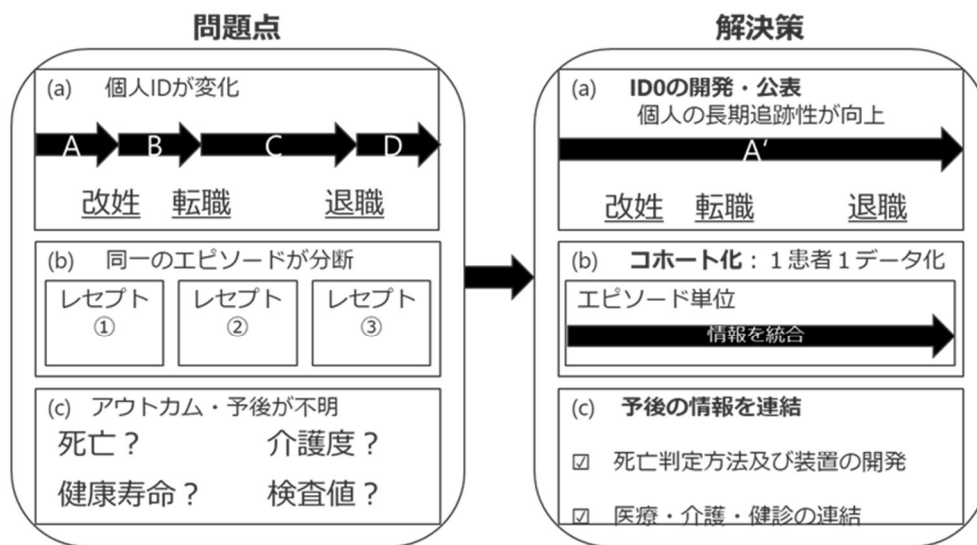 問題点
(a) 個人IDが変化
A B C D
改姓 転職 退職
(b) 同一のエピソードが分断
レセプト レセプト レセプト
① ② ③
(c) アウトカム・予後が不明
死亡？ 介護度？
健康寿命？ 検査値？
解決策
(a) ID0の開発・公表
個人の長期追跡性が向上
A‘
改姓 転職 退職
(b) コホート化：１患者１データ化
エピソード単位
情報を統合
(c) 予後の情報を連結
☑ 死亡判定方法及び装置の開発
☑ 医療・介護・健診の連結